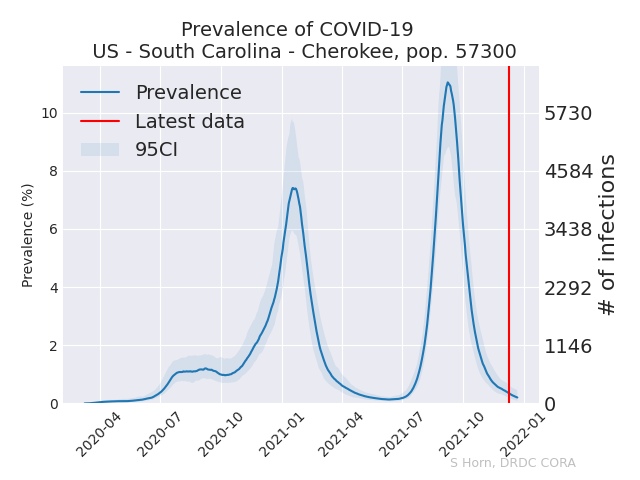 Prevalence of COVID-19
US - South Carolina - Cherokee, pop. 57300
Prevalence
Latest data
95CI
Prevalence (%)
10
8
6
4
2
0
5730
4584
3438
2292
1146
0
# of infections
2020-04
2020-07
2020-10
2021-01
2021-04
2021-07
2021-10
2022-01
S Horn, DRDC CORA